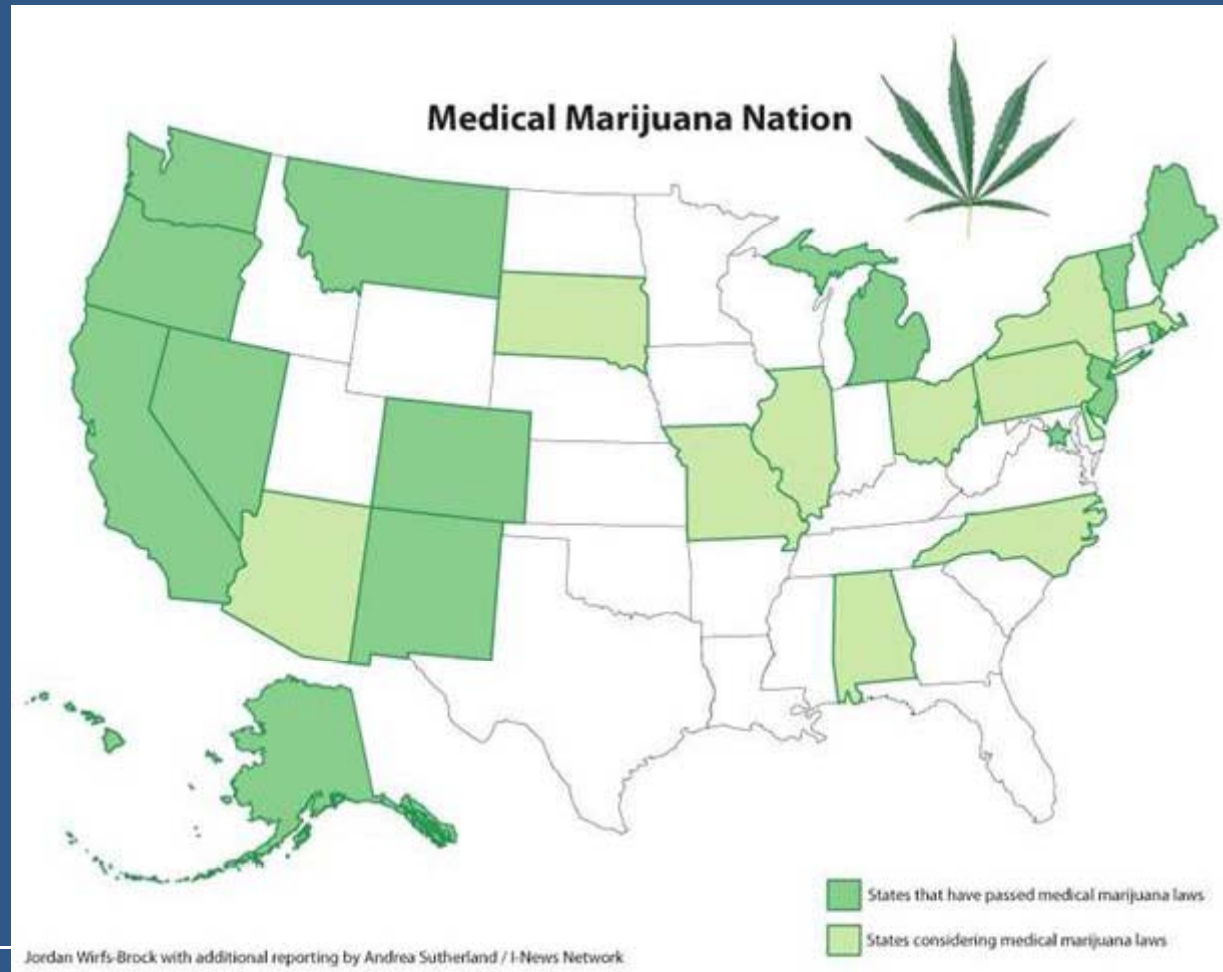 Medical Marijuana Nation
States that have passed medical marijuana laws
States considering medical marijuana laws
Jordan Wirfs-Brock with additional reporting by Andrea Sutherland / I-News Network